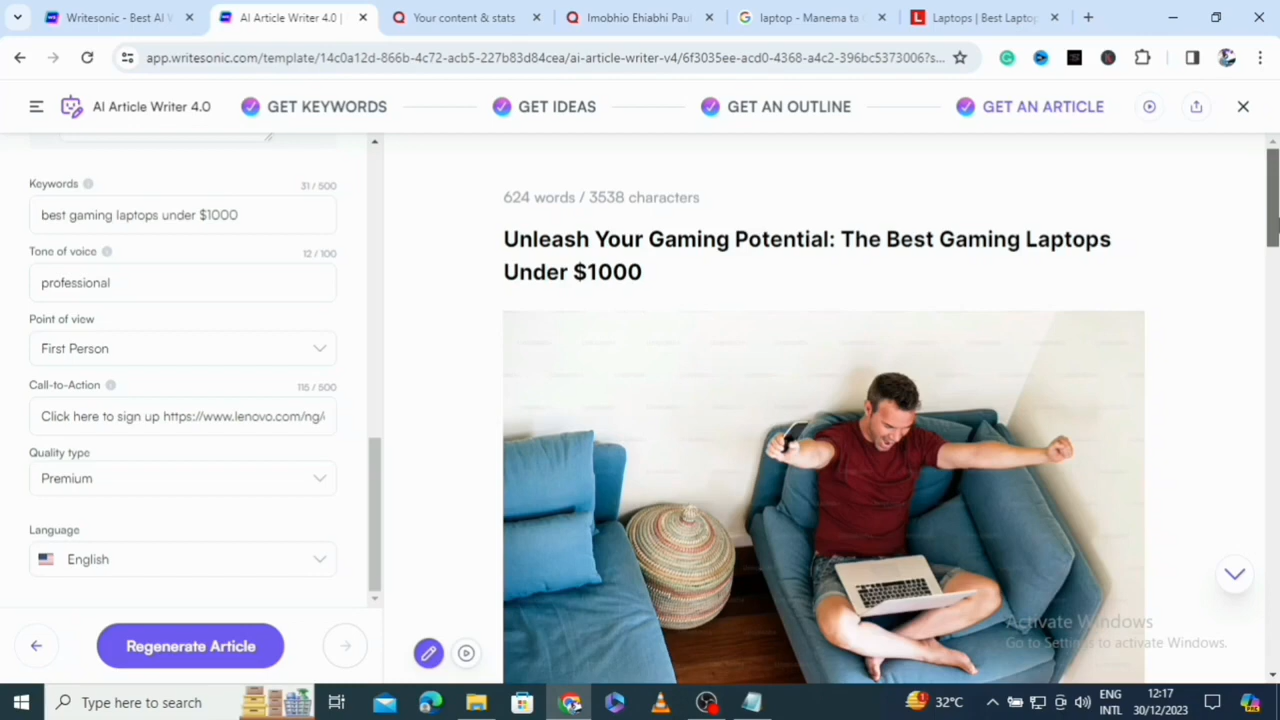 Writesonic - Best AI W
AI Article Writer 4.0 |
Your content & stats
Imobhio Ehiabhi Pau
laptop - Manema ta
Laptops | Best Laptop
app.writesonic.com/template/14c0a12d-866b-4c72-acb5-227b83d84cea/ai-article-writer-v4/6f3035ee-acd0-4368-a4c2-396bc5373006?s...
AI Article Writer 4.0
GET KEYWORDS
GET IDEAS
GET AN OUTLINE
GET AN ARTICLE
Keywords
31 / 500
best gaming laptops under $1000
Tone of voice
12 / 100
professional
Point of view
First Person
Call-to-Action
115 / 500
Click here to sign up https://www.lenovo.com/ng/
Quality type
Premium
Language
English
Regenerate Article
624 words / 3538 characters
Unleash Your Gaming Potential: The Best Gaming Laptops
Under $1000
Activate Windows
Go to Settings to activate Windows.
Type here to search
32°C
ENG
INTL
12:17
30/12/2023